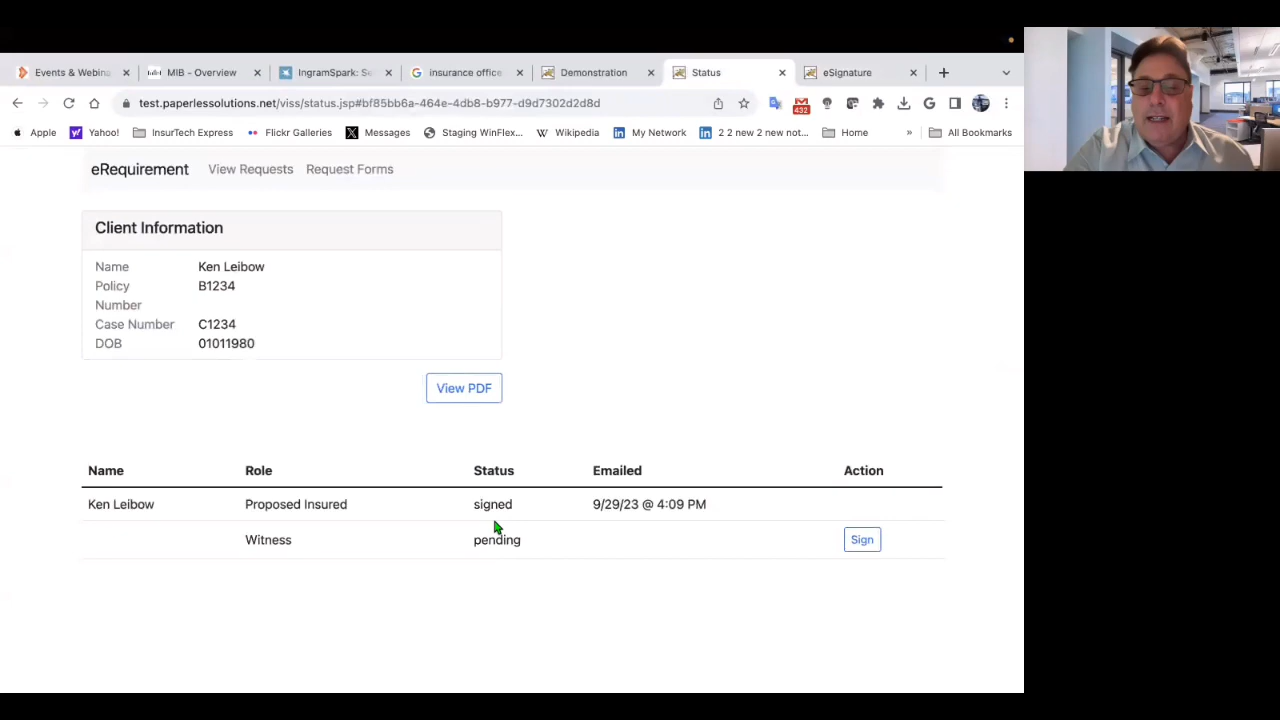 Events & Webina
MIB - Overview
IngramSpark: Se
insurance office
Demonstration
Status
eSignature
test.paperlesssolutions.net/viss/status.jsp#bf85bb6a-464e-4db8-b977-d9d7302d2d8d
432
Apple
Yahoo!
InsurTech Express
Flickr Galleries
Messages
Staging WinFlex...
Wikipedia
My Network
2 2 new 2 new not...
Home
»
All Bookmarks
eRequirement View Requests Request Forms
Client Information
Name Ken Leibow
Policy B1234
Number
Case Number C1234
DOB 01011980
View PDF
Name Role Status Emailed Action
Ken Leibow Proposed Insured signed 9/29/23 @ 4:09 PM
Witness pending Sign